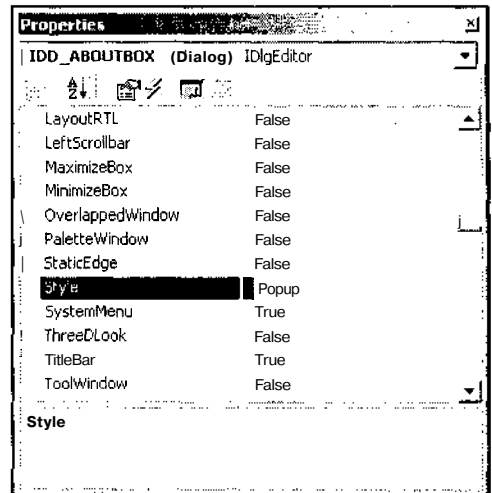 Properties
IDD_ABOUTBOX (Dialog) IDlgEditor
LayoutRTL False
LeftScrollbar False
MaximizeBox False
MinimizeBox False
OverlappedWindow False
PaletteWindow False
StaticEdge False
Style Popup
SystemMenu True
ThreeDLook False
TitleBar True
ToolWindow False
Style